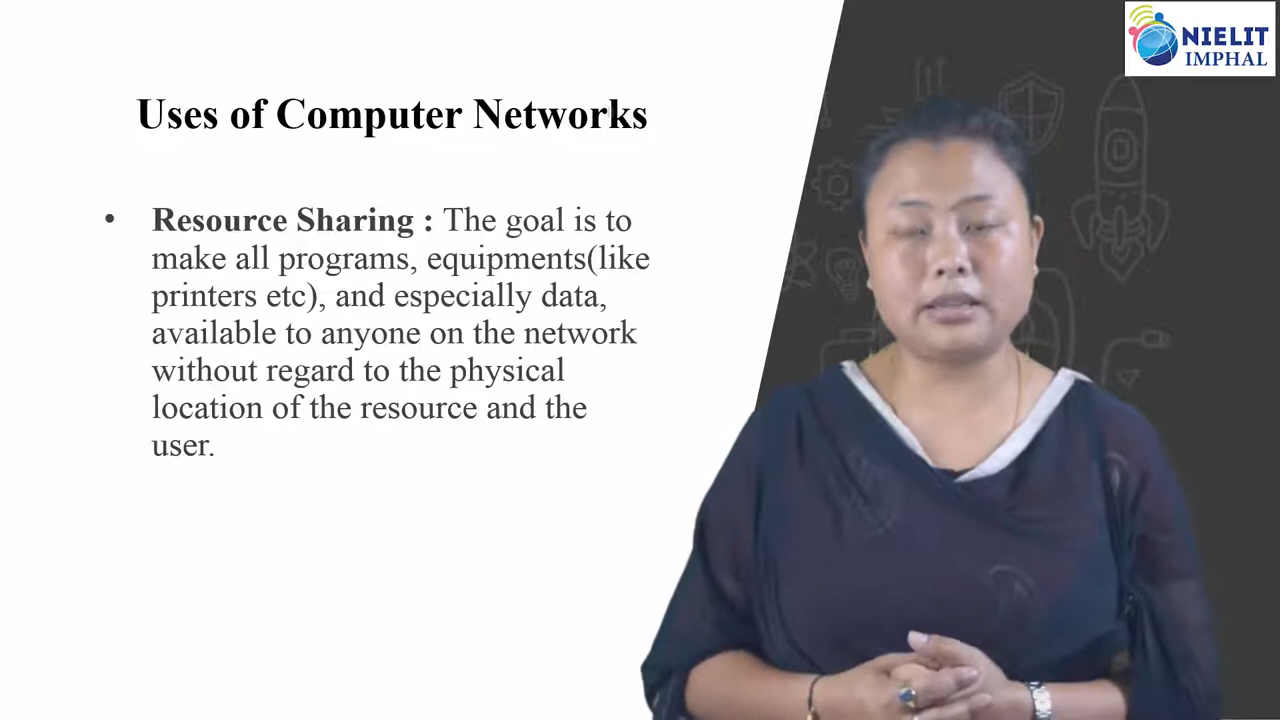 NIELIT
IMPHAL
Uses of Computer Networks
• Resource Sharing : The goal is to
make all programs, equipments(like
printers etc), and especially data,
available to anyone on the network
without regard to the physical
location of the resource and the
user.